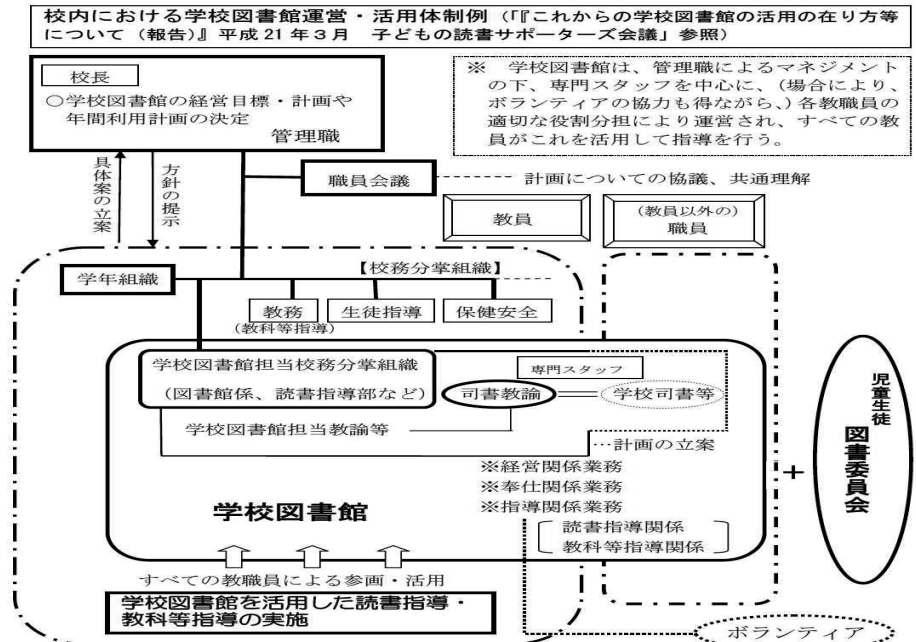 校内における学校図書館運営・活用体制例（「『これからの学校図書館の活用の在り方等
について（報告）』平成21年３月　子どもの読書サポーターズ会議」参照）
校長
○学校図書館の経営目標・計画や
年間利用計画の決定
管理職
※　学校図書館は、管理職によるマネジメント
の下、専門スタッフを中心に、（場合により、
ボランティアの協力も得ながら、）各教職員の
適切な役割分担により運営され、すべての教
員がこれを活用して指導を行う。
具体案の立案
方針の提示
職員会議
計画についての協議、共通理解
教員
（教員以外の）
職員
学年組織
【校務分掌組織】
教務
（教科等指導）
生徒指導
保健安全
学校図書館担当校務分掌組織
（図書館係、読書指導部など）
専門スタッフ
司書教諭
学校司書等
学校図書館担当教諭等
…計画の立案
※経営関係業務
※奉仕関係業務
※指導関係業務
読書指導関係
教科等指導関係
学校図書館
+
児童生徒
図書委員会
すべての教職員による参画・活用
学校図書館を活用した読書指導・
教科等指導の実施
ボランティア